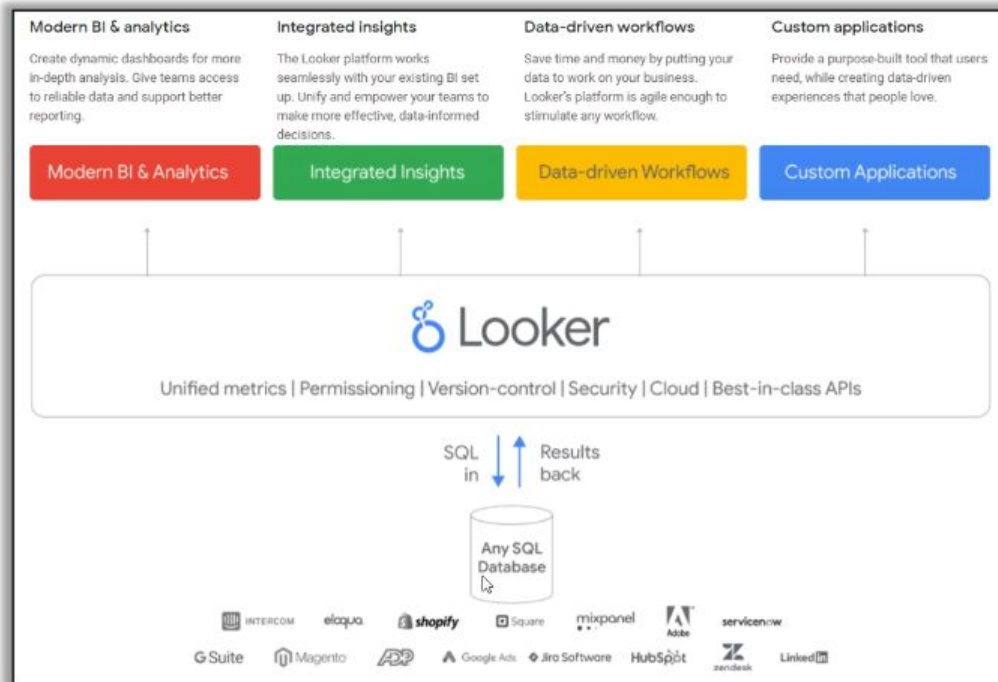 Modern BI & analytics
Create dynamic dashboards for more
in-depth analysis. Give teams access
to reliable data and support better
reporting.
Integrated insights
The Looker platform works
seamlessly with your existing BI set
up. Unify and empower your teams to
make more effective, data-informed
decisions.
Data-driven workflows
Save time and money by putting your
data to work on your business.
Looker's platform is agile enough to
stimulate any workflow.
Custom applications
Provide a purpose-built tool that users
need, while creating data-driven
experiences that people love.
Modern BI & Analytics
Integrated Insights
Data-driven Workflows
Custom Applications
Looker
Unified metrics | Permissioning | Version-control | Security | Cloud | Best-in-class APIs
SQL
in
Results
back
Any SQL
Database
INTERCOM
eloqua
shopify
Square
mixpanel
Adobe
servicenow
G Suite
Magento
ADP
Google Ads
Jira Software
HubSpot
zendesk
Linked in